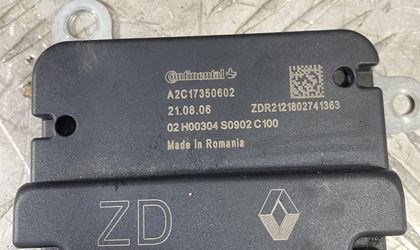 Continental
A2C17350602
21.08.06 ZDR2121802741363
02 H00304 S0902 C100
Made in Romania
ZD